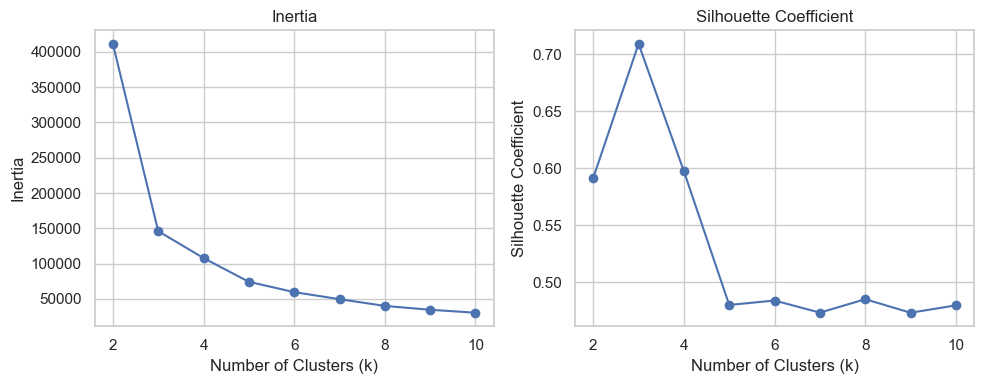 Inertia
400000
350000
300000
250000
200000
150000
100000
50000
Inertia
2 4 6 8 10
Number of Clusters (k)
Silhouette Coefficient
0.70
0.65
0.60
0.55
0.50
Silhouette Coefficient
2 4 6 8 10
Number of Clusters (k)